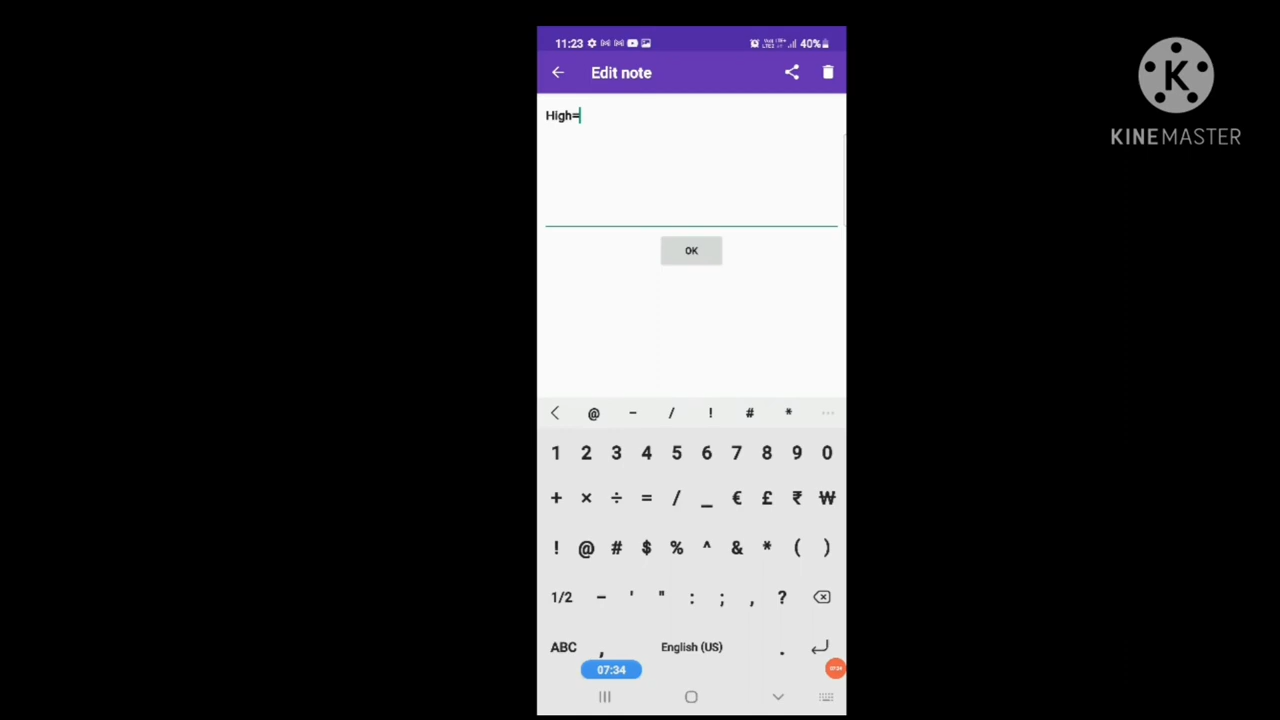 11:23 40%
Edit note
K
KINEMASTER
High=
OK
@ - / ! # * ...
1 2 3 4 5 6 7 8 9 0
+ × ÷ = / _ € £ ₹ ₩
! @ # $ % ^ & * ( )
1/2 - ' " : ; , ?
ABC , English (US) .
07:34